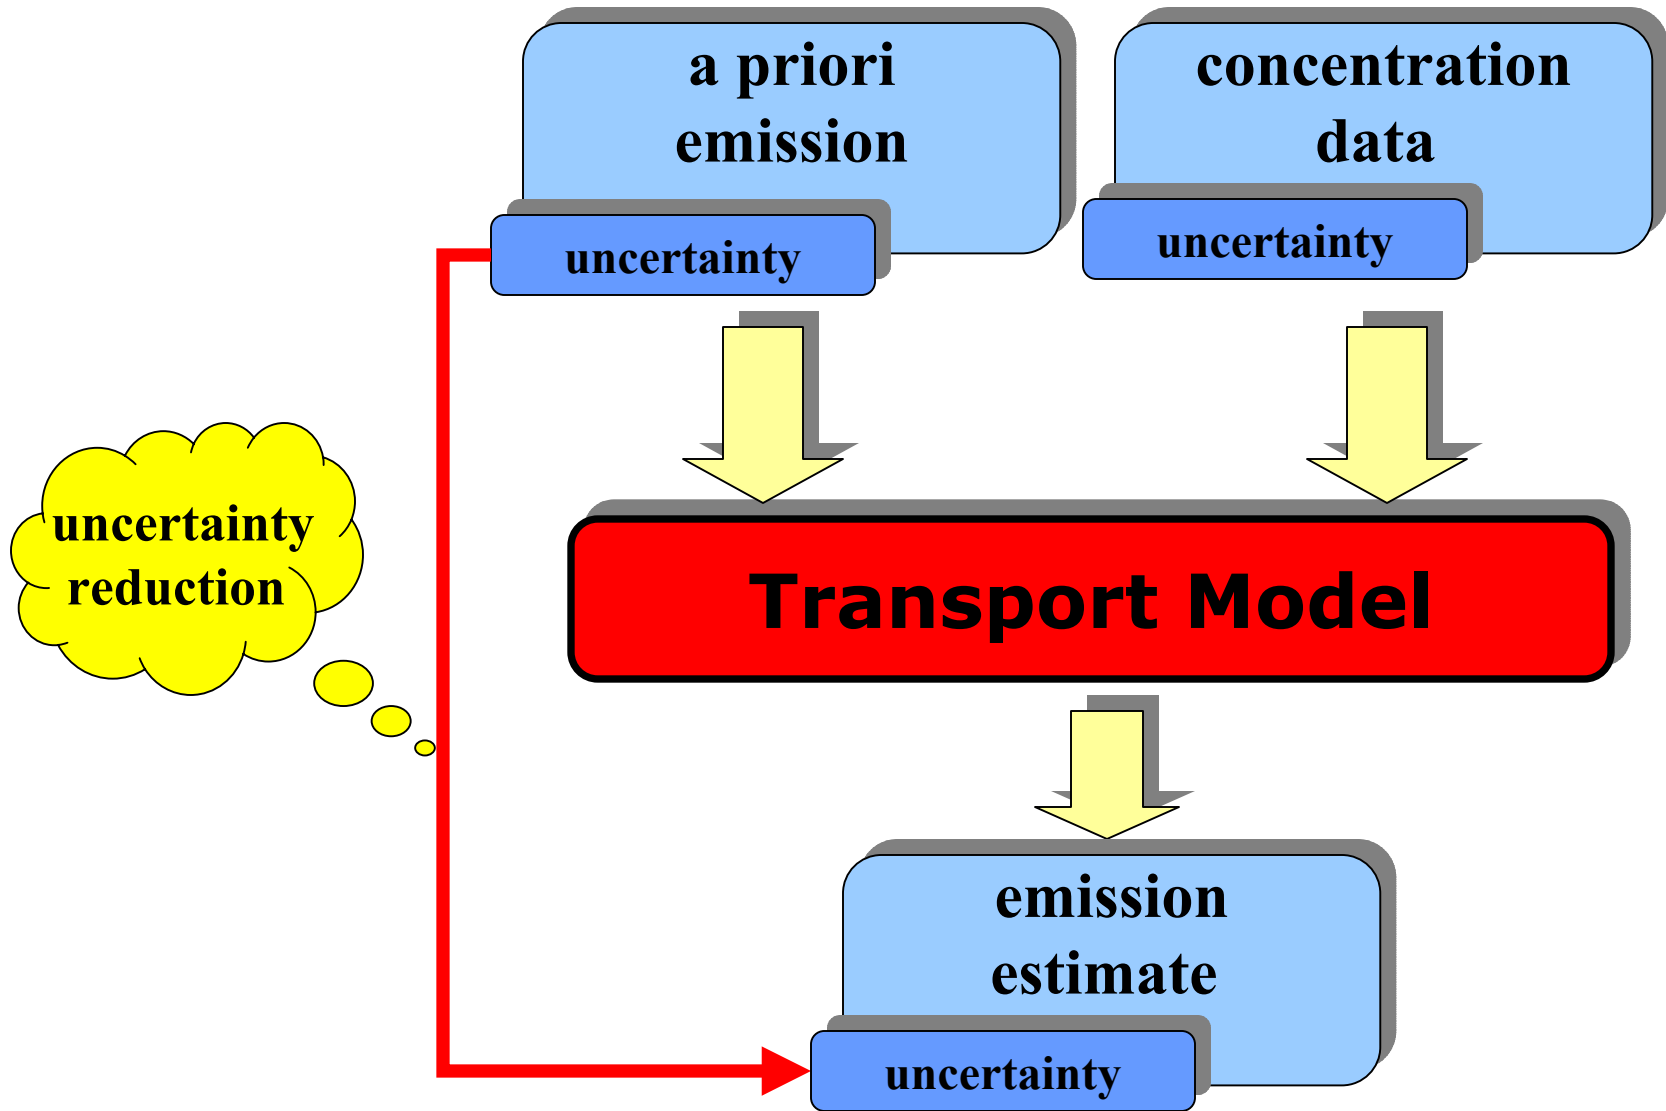 a priori
emission
uncertainty
concentration
data
uncertainty
uncertainty
reduction
Transport Model
emission
estimate
uncertainty